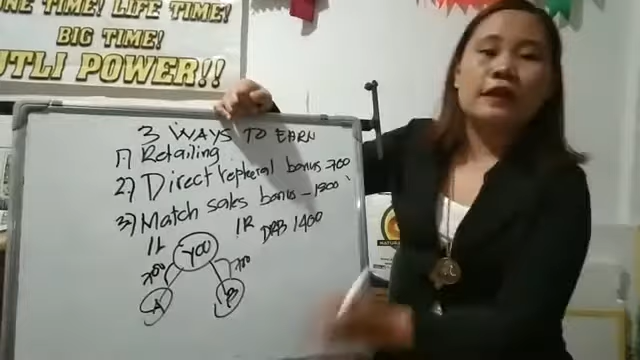 ONE TIME! LIFE TIME!
BIG TIME!
UTLI POWER!!
3 WAYS TO EARN
1) Retailing
2) Direct repheral bonus 700
3) Match sales bonus - 1300
1L
1R
DRB 1400
YOU
700
700
A
B